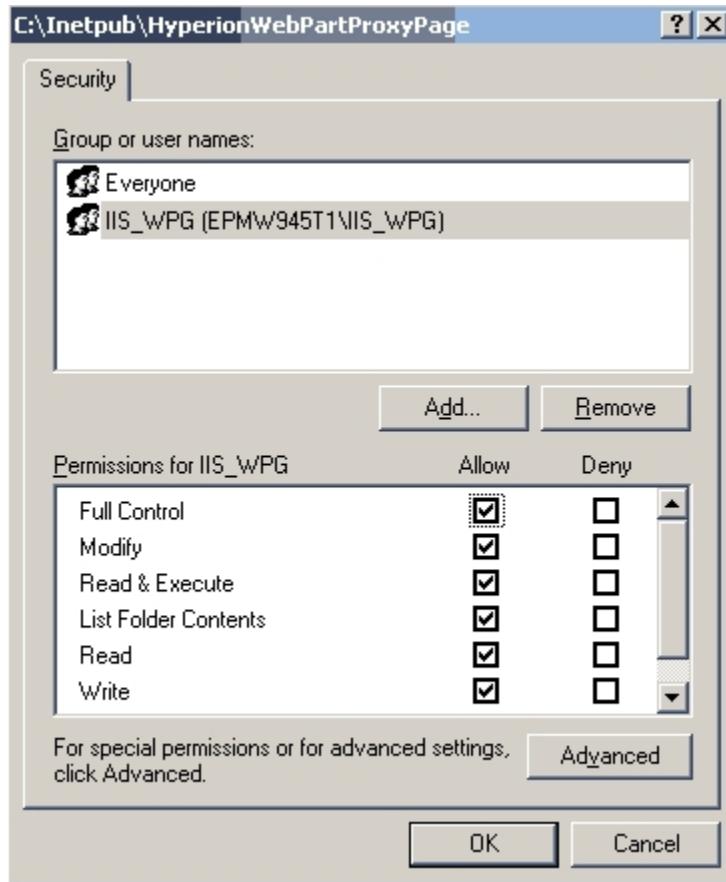 C:\Inetpub\HyperionWebPartProxyPage
Security
Group or user names:
Everyone
IIS_WPG (EPMW945T1\IIS_WPG)
Add... Remove
Permissions for IIS_WPG Allow Deny
Full Control
Modify
Read & Execute
List Folder Contents
Read
Write
For special permissions or for advanced settings, Advanced
click Advanced.
OK Cancel